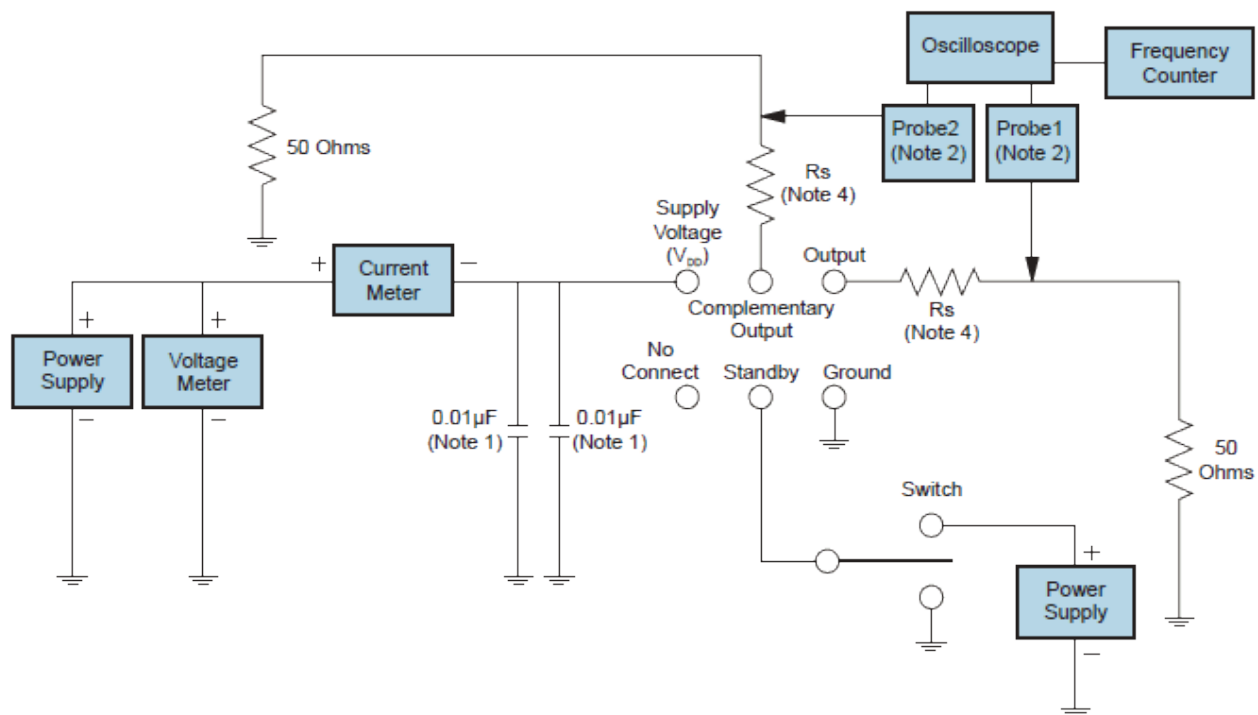 Oscilloscope
Frequency
Counter
Probe2
(Note 2)
Probe1
(Note 2)
50 Ohms
Rs
(Note 4)
Supply
Voltage
(VDD)
Output
+
Current
Meter
−
Complementary
Output
Rs
(Note 4)
+
Power
Supply
−
+
Voltage
Meter
−
No
Connect
Standby
Ground
0.01µF
(Note 1)
0.01µF
(Note 1)
50
Ohms
Switch
+
Power
Supply
−